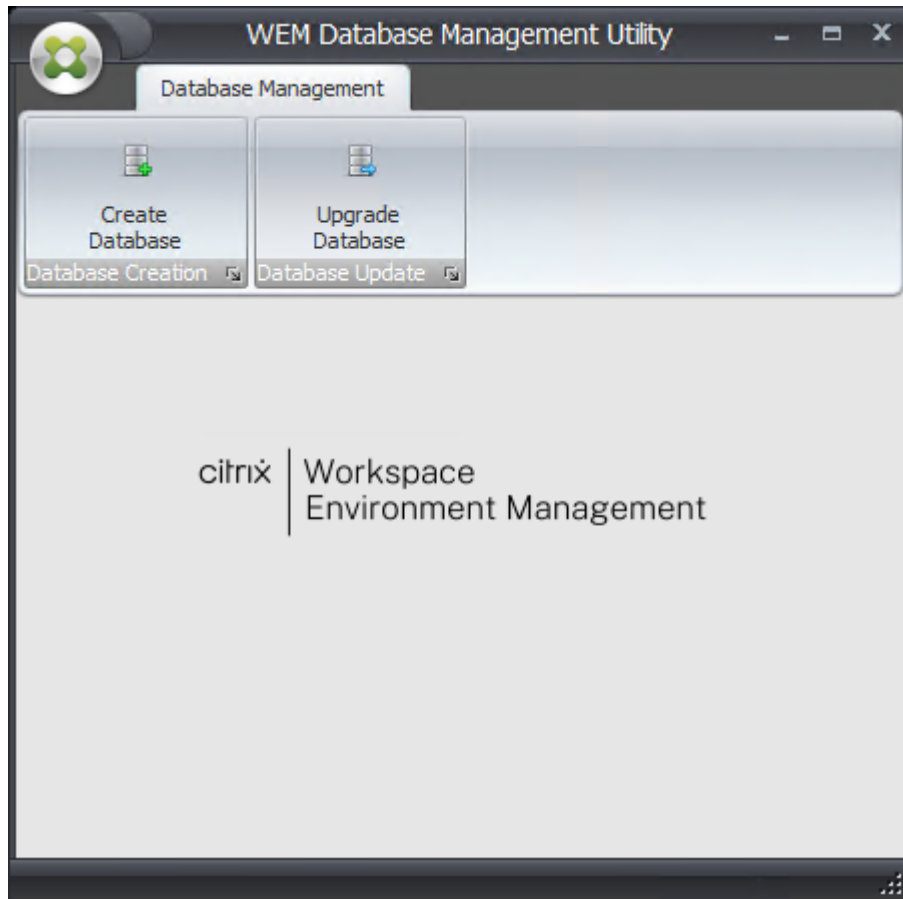 WEM Database Management Utility
Database Management
Create
Database
Upgrade
Database
Database Creation
Database Update
citrix
Workspace
Environment Management